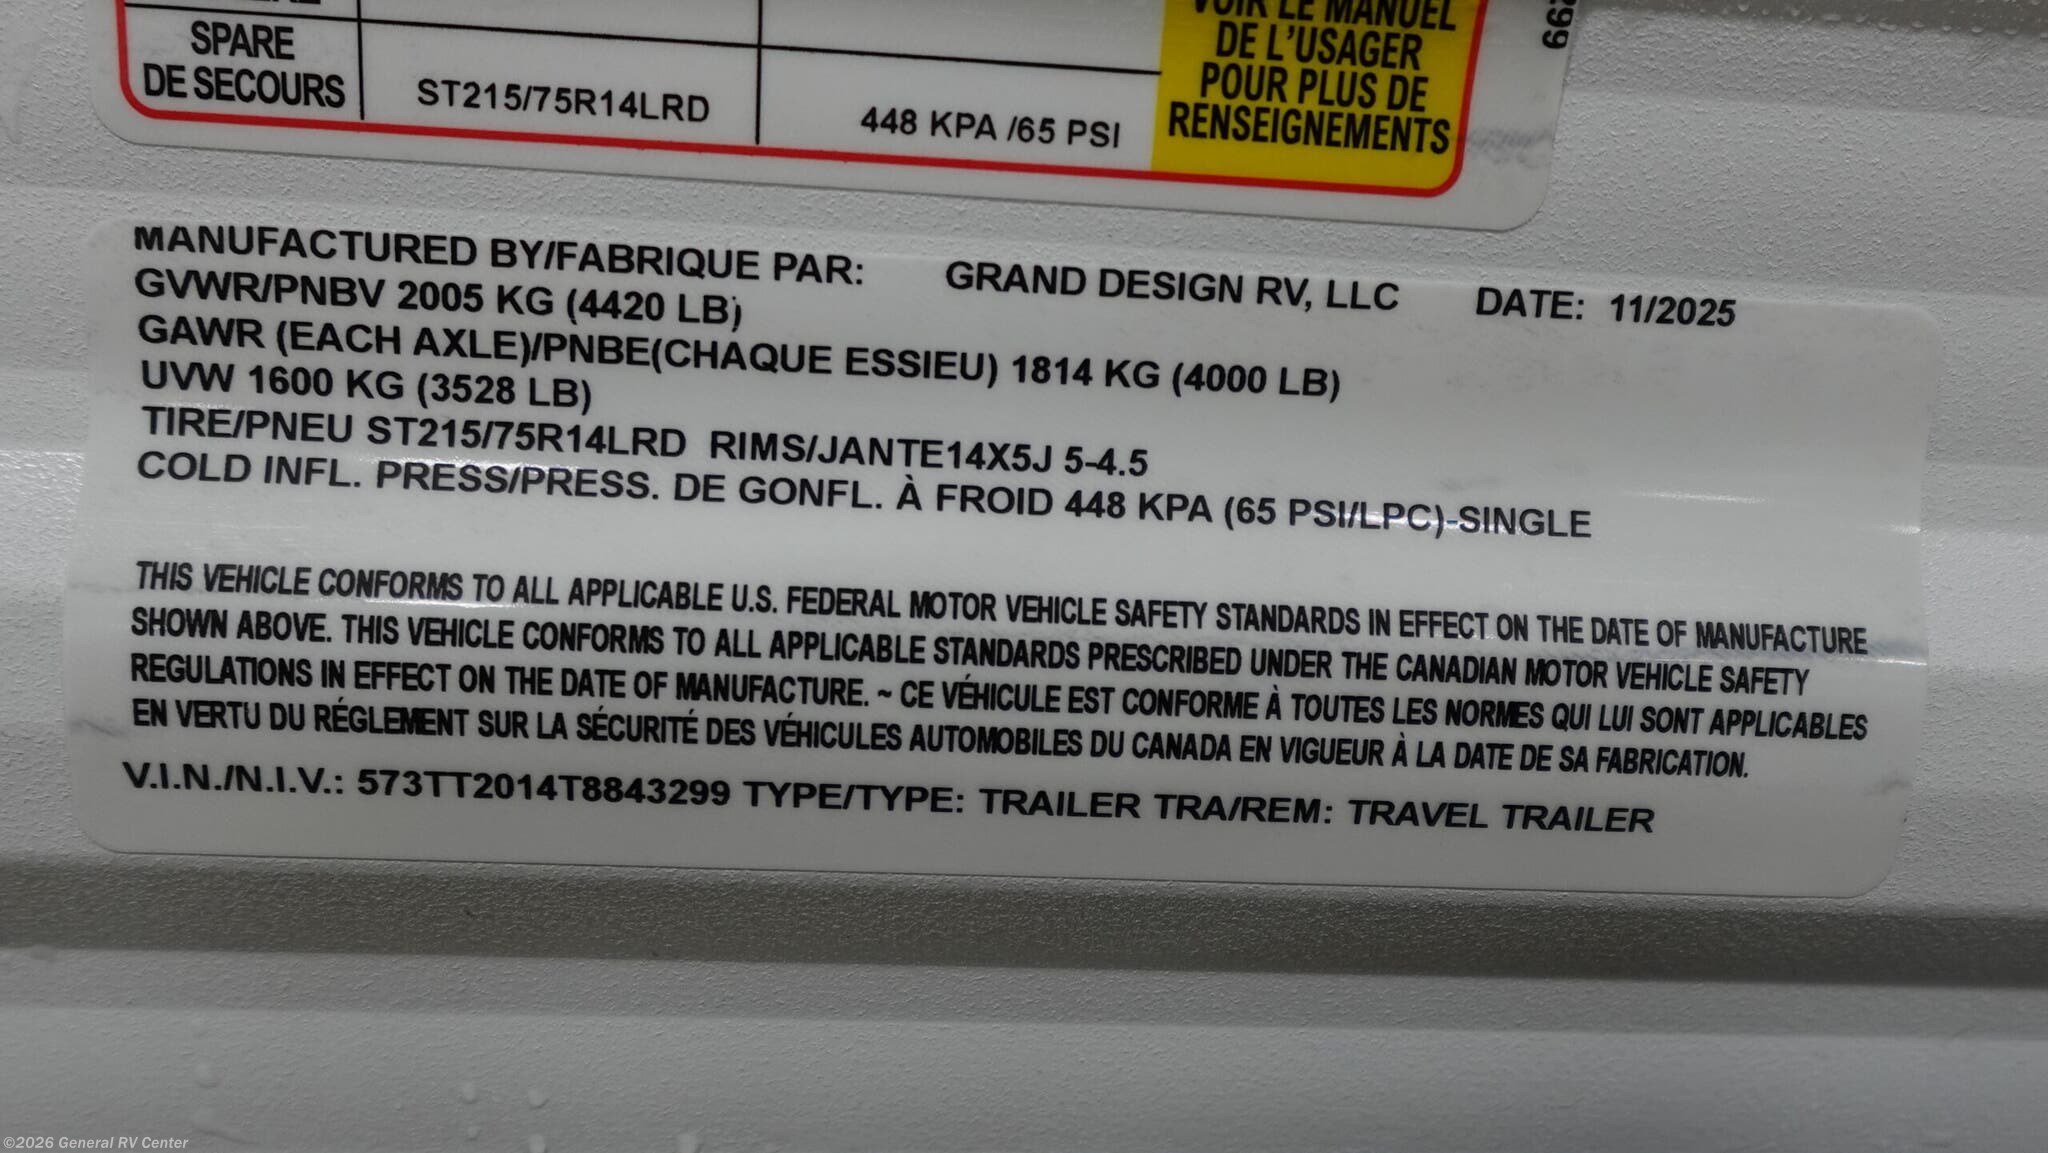 SPARE
DE SECOURS
ST215/75R14LRD
448 KPA /65 PSI
VOIR LE MANUEL
DE L'USAGER
POUR PLUS DE
RENSEIGNEMENTS
MANUFACTURED BY/FABRIQUE PAR: GRAND DESIGN RV, LLC DATE: 11/2025
GVWR/PNBV 2005 KG (4420 LB)
GAWR (EACH AXLE)/PNBE(CHAQUE ESSIEU) 1814 KG (4000 LB)
UVW 1600 KG (3528 LB)
TIRE/PNEU ST215/75R14LRD RIMS/JANTE14X5J 5-4.5
COLD INFL. PRESS/PRESS. DE GONFL. À FROID 448 KPA (65 PSI/LPC)-SINGLE
THIS VEHICLE CONFORMS TO ALL APPLICABLE U.S. FEDERAL MOTOR VEHICLE SAFETY STANDARDS IN EFFECT ON THE DATE OF MANUFACTURE
SHOWN ABOVE. THIS VEHICLE CONFORMS TO ALL APPLICABLE STANDARDS PRESCRIBED UNDER THE CANADIAN MOTOR VEHICLE SAFETY
REGULATIONS IN EFFECT ON THE DATE OF MANUFACTURE. ~ CE VÉHICULE EST CONFORME À TOUTES LES NORMES QUI LUI SONT APPLICABLES
EN VERTU DU RÉGLEMENT SUR LA SÉCURITÉ DES VÉHICULES AUTOMOBILES DU CANADA EN VIGUEUR À LA DATE DE SA FABRICATION.
V.I.N./N.I.V.: 573TT2014T8843299 TYPE/TYPE: TRAILER TRA/REM: TRAVEL TRAILER
©2026 General RV Center